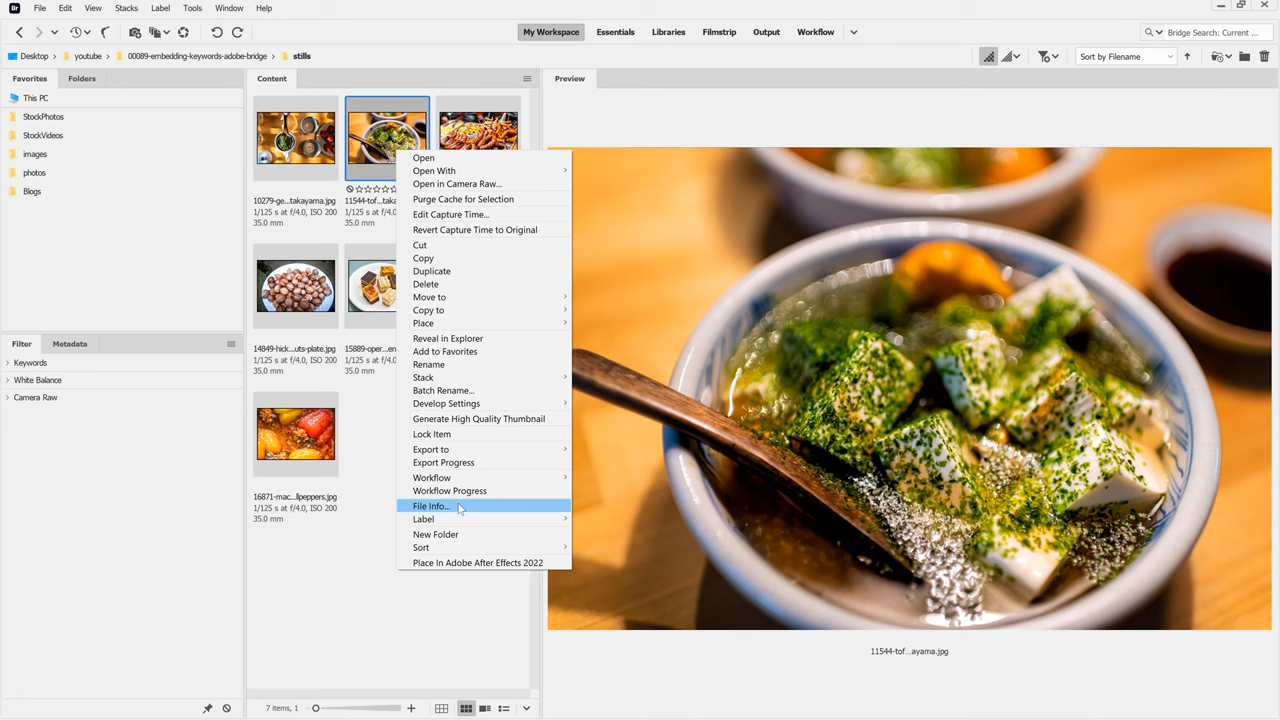 Br File Edit View Stacks Label Tools Window Help
My Workspace Essentials Libraries Filmstrip Output Workflow
Bridge Search: Current ...
Desktop youtube 00089-embedding-keywords-adobe-bridge stills
Sort by Filename
Favorites Folders
This PC
StockPhotos
StockVideos
images
photos
Blogs
Filter Metadata
Keywords
White Balance
Camera Raw
Content
10279-ge...takayama.jpg
1/125 s at f/4.0, ISO 200
35.0 mm
11544-tof...taka
1/125 s at f/4
35.0 mm
14849-hick...uts-plate.jpg
1/125 s at f/4.0, ISO 200
35.0 mm
15889-oper...en
1/125 s at f/4
35.0 mm
16871-mac...llpeppers.jpg
1/125 s at f/4.0, ISO 200
35.0 mm
Open
Open With
Open in Camera Raw...
Purge Cache for Selection
Edit Capture Time...
Revert Capture Time to Original
Cut
Copy
Duplicate
Delete
Move to
Copy to
Place
Reveal in Explorer
Add to Favorites
Rename
Stack
Batch Rename...
Develop Settings
Generate High Quality Thumbnail
Lock Item
Export to
Export Progress
Workflow
Workflow Progress
File Info...
Label
New Folder
Sort
Place In Adobe After Effects 2022
7 items, 1
Preview
11544-tof...ayama.jpg